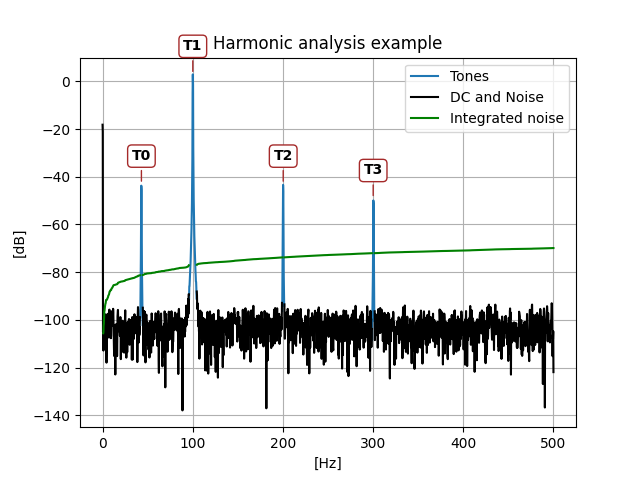 Harmonic analysis example
T1
T0
T2
T3
Tones
DC and Noise
Integrated noise
[dB]
0
−20
−40
−60
−80
−100
−120
−140
0
100
200
300
400
500
[Hz]